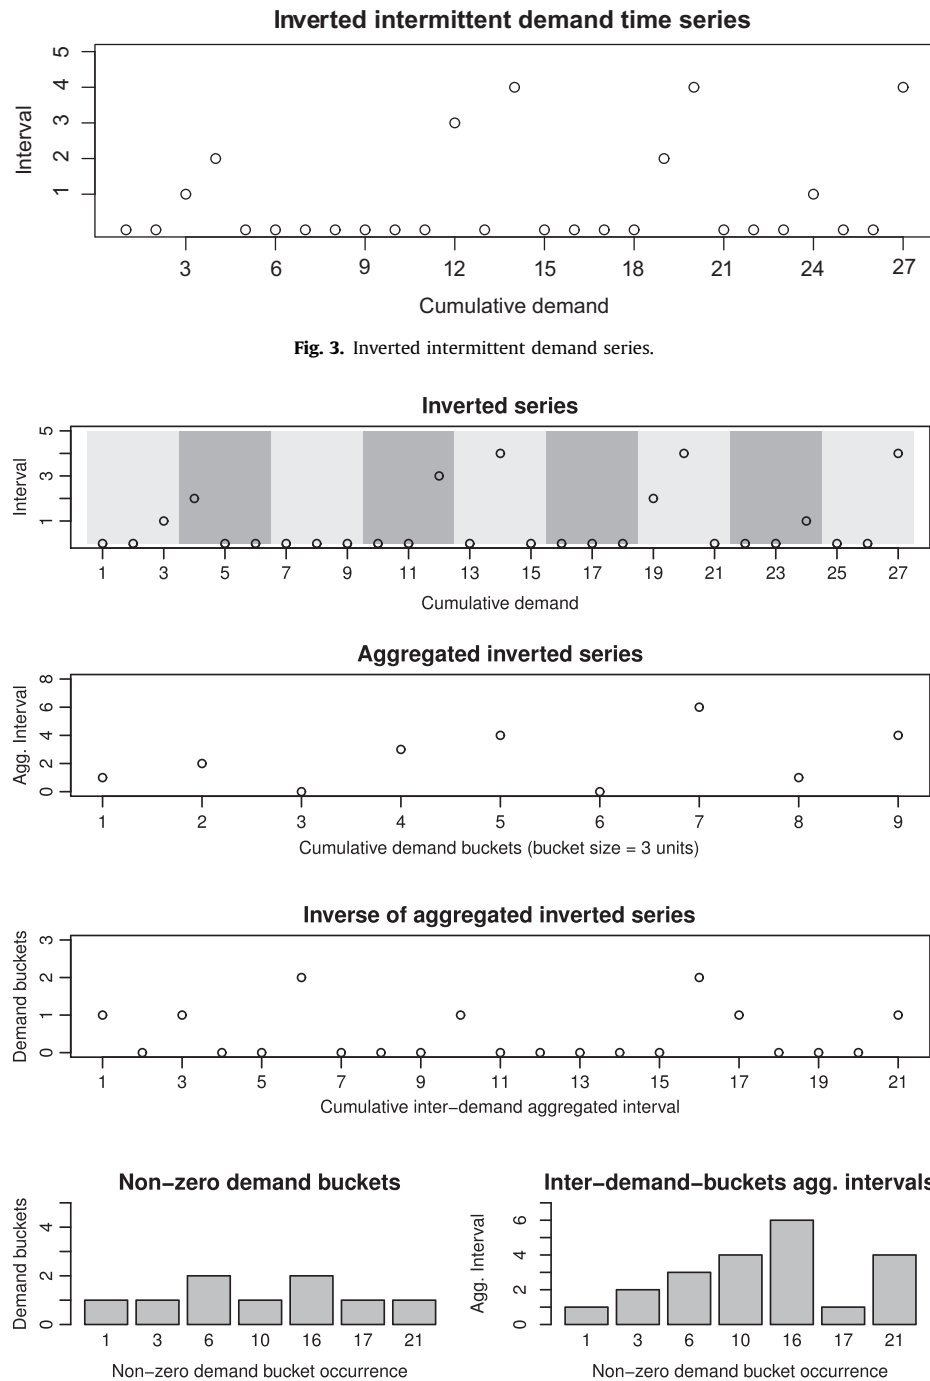 Inverted intermittent demand time series
Interval
5
4
3
2
1
3 6 9 12 15 18 21 24 27
Cumulative demand
Fig. 3. Inverted intermittent demand series.
Inverted series
Interval
5
3
1
1 3 5 7 9 11 13 15 17 19 21 23 25 27
Cumulative demand
Aggregated inverted series
Agg. Interval
8
6
4
2
0
1 2 3 4 5 6 7 8 9
Cumulative demand buckets (bucket size = 3 units)
Inverse of aggregated inverted series
Demand buckets
3
2
1
0
1 3 5 7 9 11 13 15 17 19 21
Cumulative inter−demand aggregated interval
Non−zero demand buckets
Demand buckets
4
2
0
1 3 6 10 16 17 21
Non−zero demand bucket occurrence
Inter−demand−buckets agg. intervals
Agg. Interval
6
4
2
0
1 3 6 10 16 17 21
Non−zero demand bucket occurrence